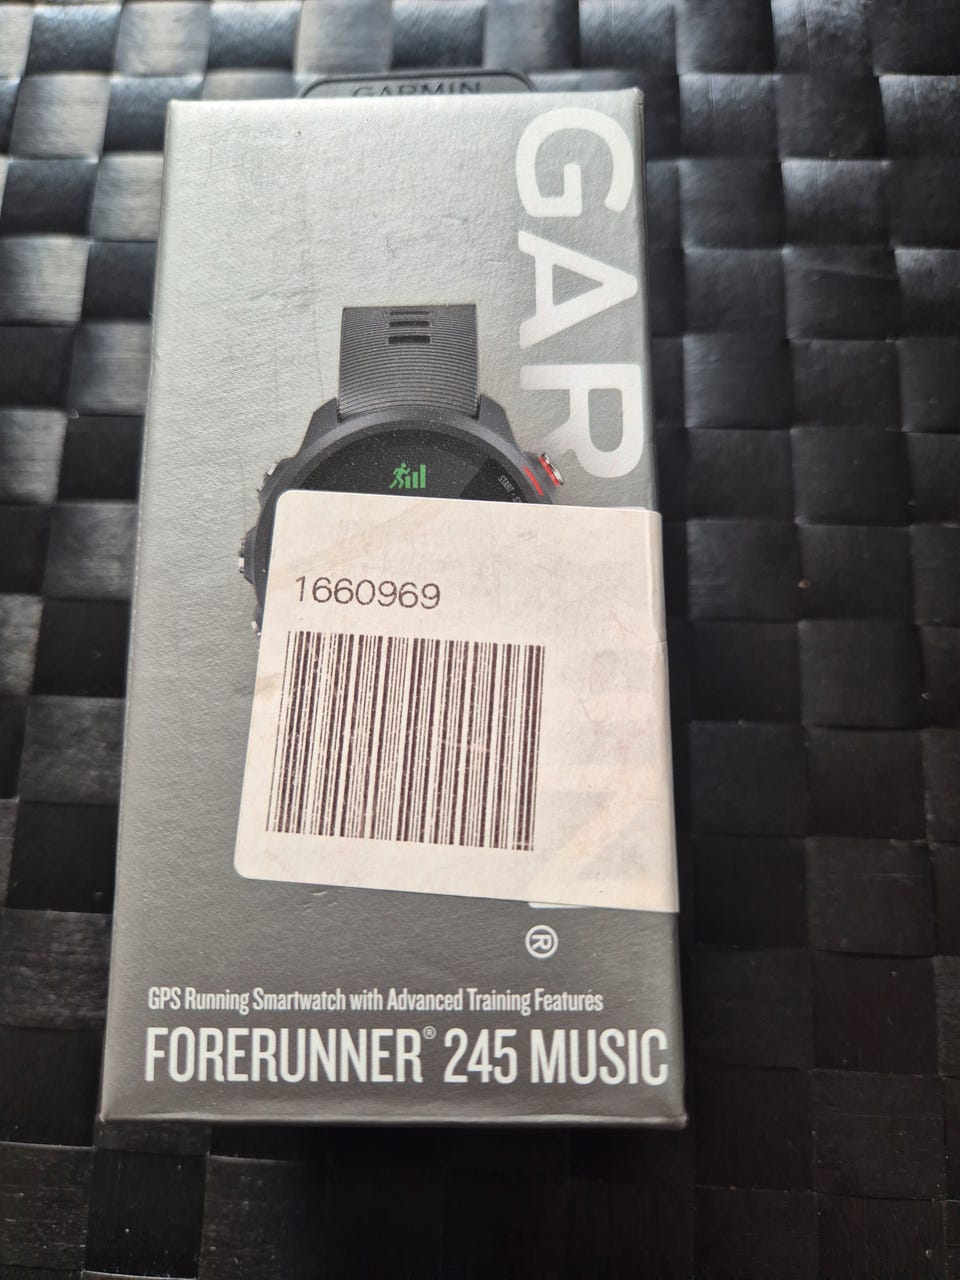 GARMIN
GAR
START - S
1660969
®
GPS Running Smartwatch with Advanced Training Features
FORERUNNER® 245 MUSIC